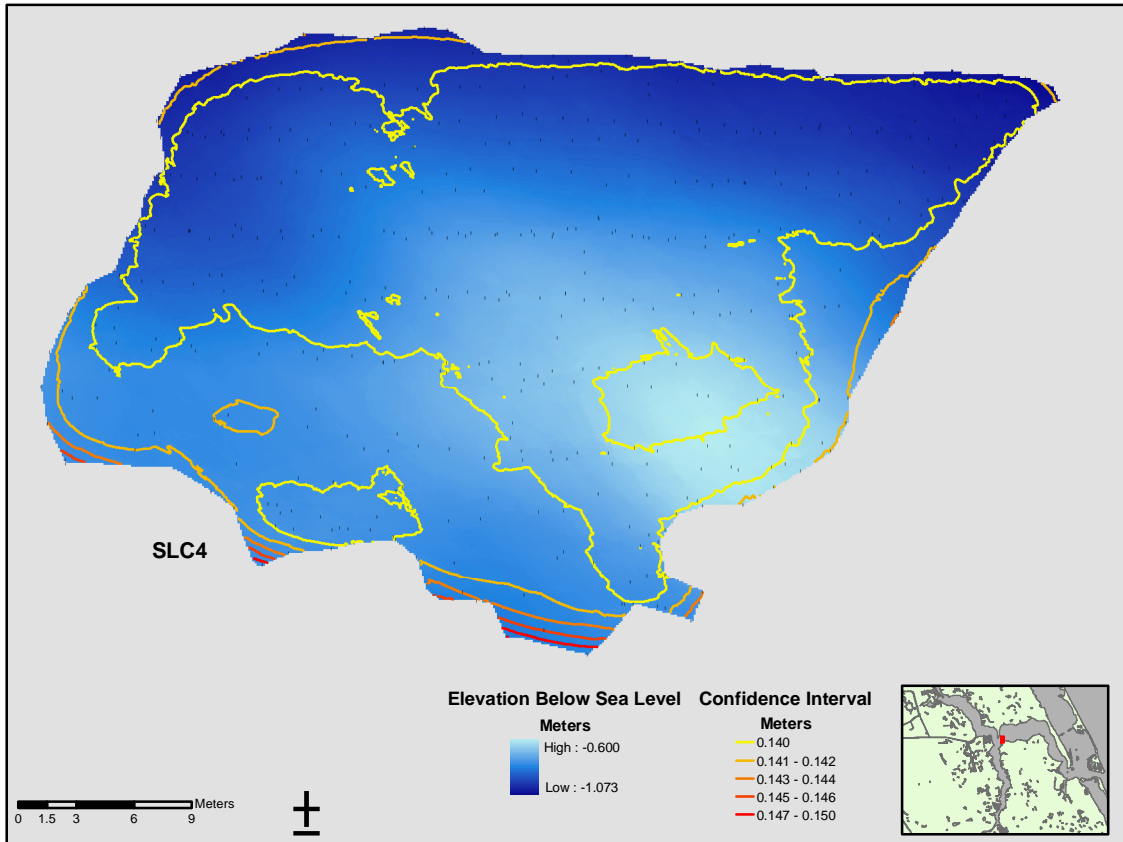 SLC4
Elevation Below Sea Level
Meters
High : -0.600
Low : -1.073
Confidence Interval
Meters
0.140
0.141 - 0.142
0.143 - 0.144
0.145 - 0.146
0.147 - 0.150
Meters
0 1.5 3 6 9